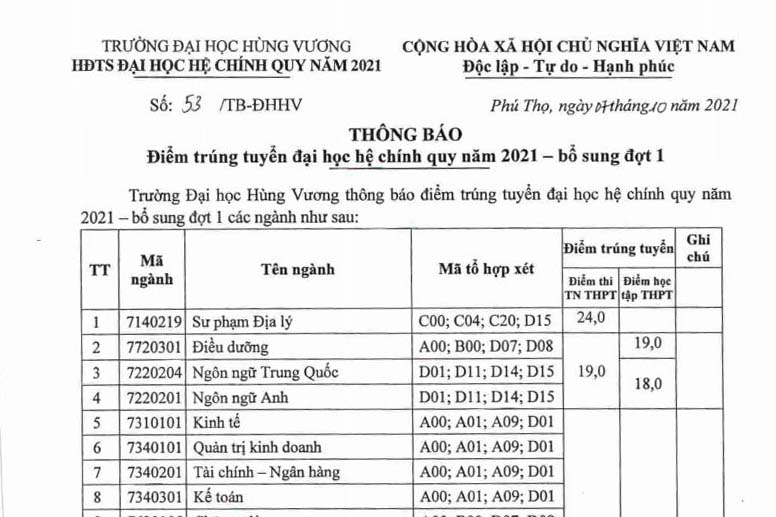 TRƯỜNG ĐẠI HỌC HÙNG VƯƠNG
HĐTS ĐẠI HỌC HỆ CHÍNH QUY NĂM 2021
CỘNG HÒA XÃ HỘI CHỦ NGHĨA VIỆT NAM
Độc lập - Tự do - Hạnh phúc
Số: 53 /TB-ĐHHV
Phú Thọ, ngày 07 tháng 10 năm 2021
THÔNG BÁO
Điểm trúng tuyển đại học hệ chính quy năm 2021 – bổ sung đợt 1
Trường Đại học Hùng Vương thông báo điểm trúng tuyển đại học hệ chính quy năm
2021 – bổ sung đợt 1 các ngành như sau:
TT Mã ngành Tên ngành Mã tổ hợp xét Điểm trúng tuyển Ghi chú
Điểm thi TN THPT Điểm học tập THPT
1 7140219 Sư phạm Địa lý C00; C04; C20; D15 24,0
2 7720301 Điều dưỡng A00; B00; D07; D08 19,0
3 7220204 Ngôn ngữ Trung Quốc D01; D11; D14; D15 19,0 18,0
4 7220201 Ngôn ngữ Anh D01; D11; D14; D15
5 7310101 Kinh tế A00; A01; A09; D01
6 7340101 Quản trị kinh doanh A00; A01; A09; D01
7 7340201 Tài chính – Ngân hàng A00; A01; A09; D01
8 7340301 Kế toán A00; A01; A09; D01